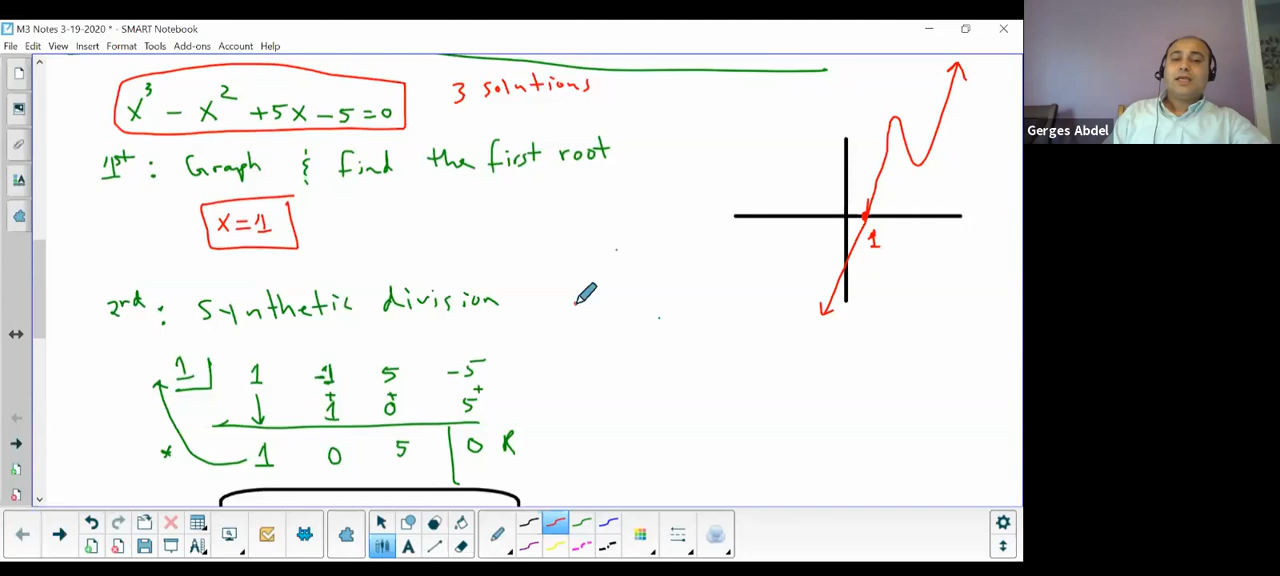 M3 Notes 3-19-2020 * - SMART Notebook
File Edit View Insert Format Tools Add-ons Account Help
x³ - x² +5x - 5 = 0
3 solutions
1st : Graph & find the first root
x = 1
1
2nd : Synthetic division
1 1 -1 5 -5
+ + +
1 0 5
* 1 0 5 0 R
Gerges Abdel